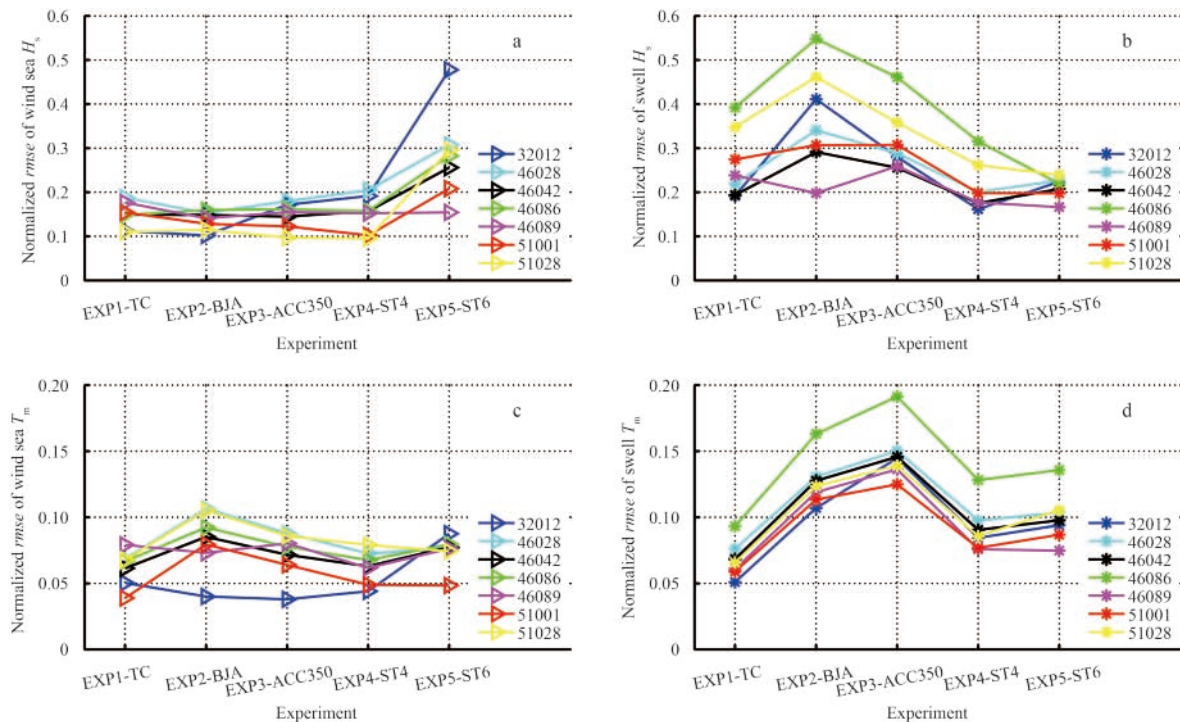 a
Normalized rmse of wind sea Hs
0.6
0.5
0.4
0.3
0.2
0.1
0
32012
46028
46042
46086
46089
51001
51028
EXP1-TC
EXP2-BJA
EXP3-ACC350
EXP4-ST4
EXP5-ST6
Experiment
b
Normalized rmse of swell Hs
0.6
0.5
0.4
0.3
0.2
0.1
0
32012
46028
46042
46086
46089
51001
51028
EXP1-TC
EXP2-BJA
EXP3-ACC350
EXP4-ST4
EXP5-ST6
Experiment
c
Normalized rmse of wind sea Tm
0.20
0.15
0.10
0.05
0
32012
46028
46042
46086
46089
51001
51028
EXP1-TC
EXP2-BJA
EXP3-ACC350
EXP4-ST4
EXP5-ST6
Experiment
d
Normalized rmse of swell Tm
0.20
0.15
0.10
0.05
0
32012
46028
46042
46086
46089
51001
51028
EXP1-TC
EXP2-BJA
EXP3-ACC350
EXP4-ST4
EXP5-ST6
Experiment